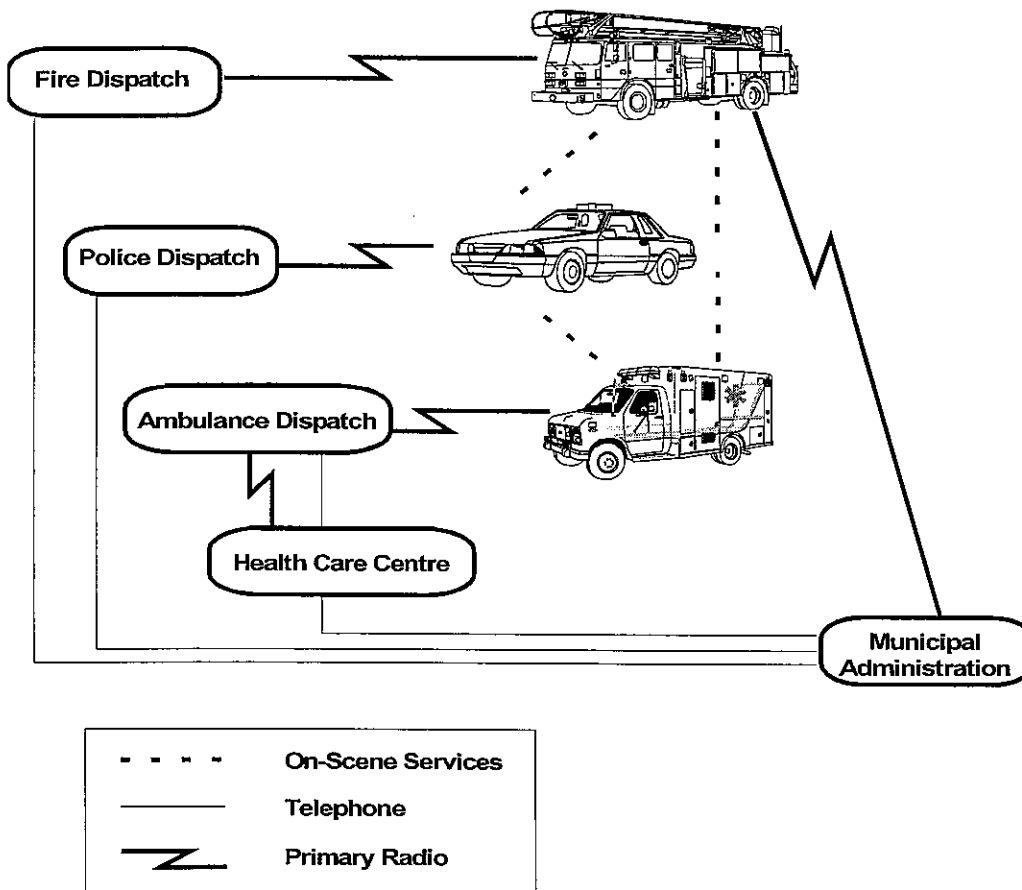 Fire Dispatch
Police Dispatch
Ambulance Dispatch
Health Care Centre
Municipal
Administration
On-Scene Services
Telephone
Primary Radio